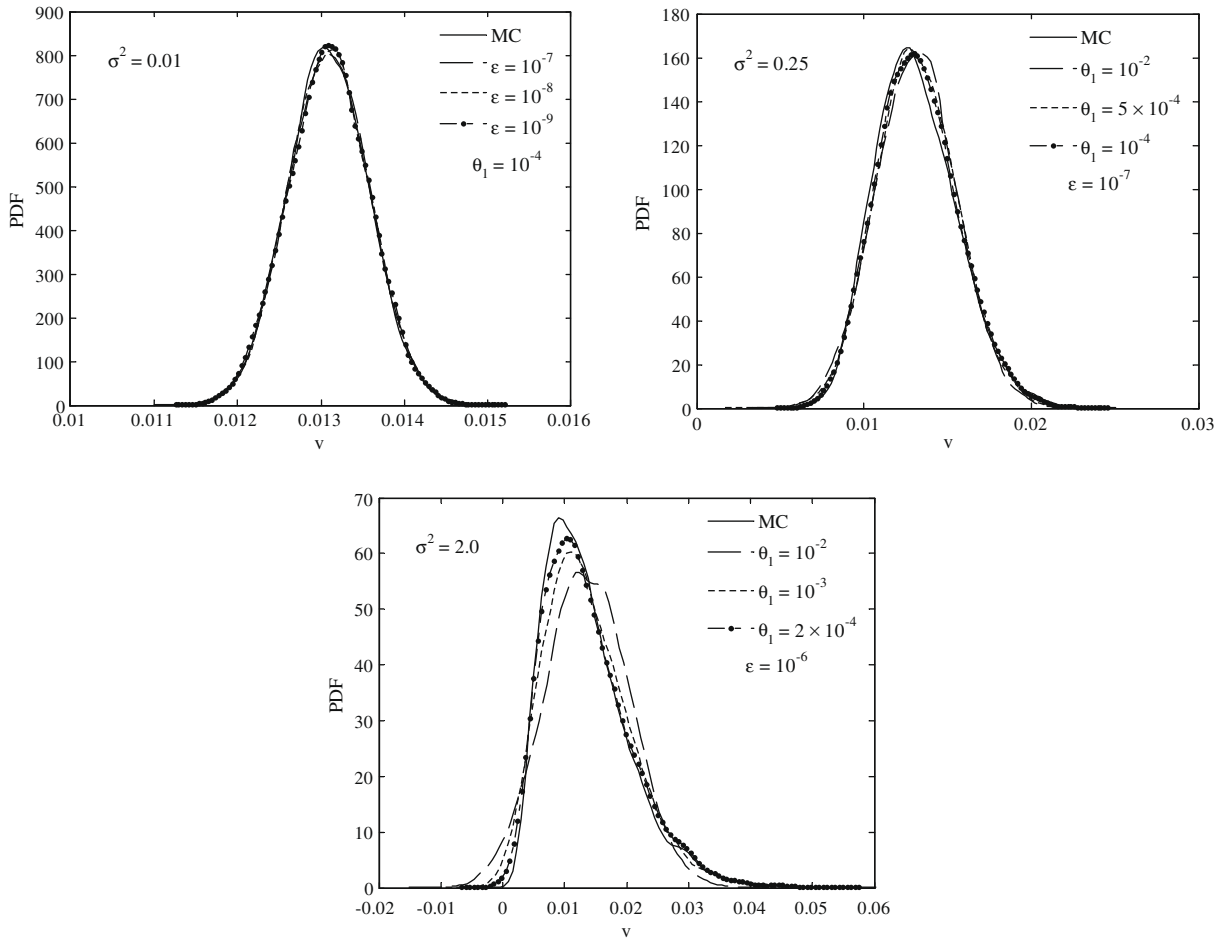 900
800
700
600
500
400
300
200
100
0
PDF
σ² = 0.01
MC
ε = 10⁻⁷
ε = 10⁻⁸
ε = 10⁻⁹
θ₁ = 10⁻⁴
0.01 0.011 0.012 0.013 0.014 0.015 0.016
v
180
160
140
120
100
80
60
40
20
0
PDF
σ² = 0.25
MC
θ₁ = 10⁻²
θ₁ = 5 × 10⁻⁴
θ₁ = 10⁻⁴
ε = 10⁻⁷
0 0.01 0.02 0.03
v
70
60
50
40
30
20
10
0
PDF
σ² = 2.0
MC
θ₁ = 10⁻²
θ₁ = 10⁻³
θ₁ = 2 × 10⁻⁴
ε = 10⁻⁶
-0.02 -0.01 0 0.01 0.02 0.03 0.04 0.05 0.06
v